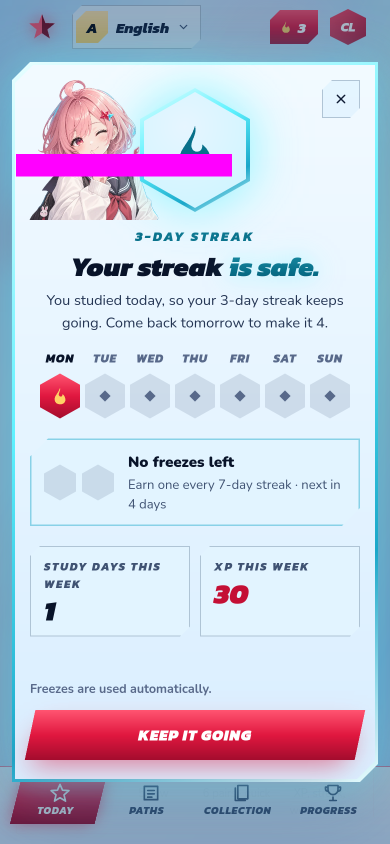 A English 3 CL
×
3-DAY STREAK
Your streak is safe.
You studied today, so your 3-day streak keeps
going. Come back tomorrow to make it 4.
MON TUE WED THU FRI SAT SUN
No freezes left
Earn one every 7-day streak · next in
4 days
STUDY DAYS THIS
WEEK
1
XP THIS WEEK
30
Freezes are used automatically.
KEEP IT GOING
TODAY PATHS COLLECTION PROGRESS